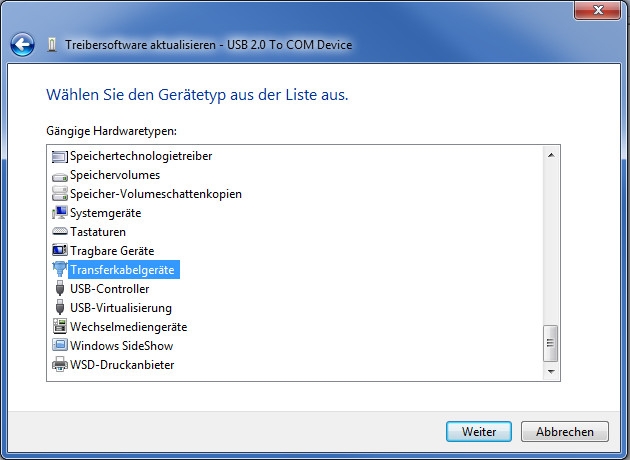 Treibersoftware aktualisieren - USB 2.0 To COM Device
Wählen Sie den Gerätetyp aus der Liste aus.
Gängige Hardwaretypen:
Speichertechnologietreiber
Speichervolumes
Speicher-Volumeschattenkopien
Systemgeräte
Tastaturen
Tragbare Geräte
Transferkabelgeräte
USB-Controller
USB-Virtualisierung
Wechselmediengeräte
Windows SideShow
WSD-Druckanbieter
Weiter
Abbrechen